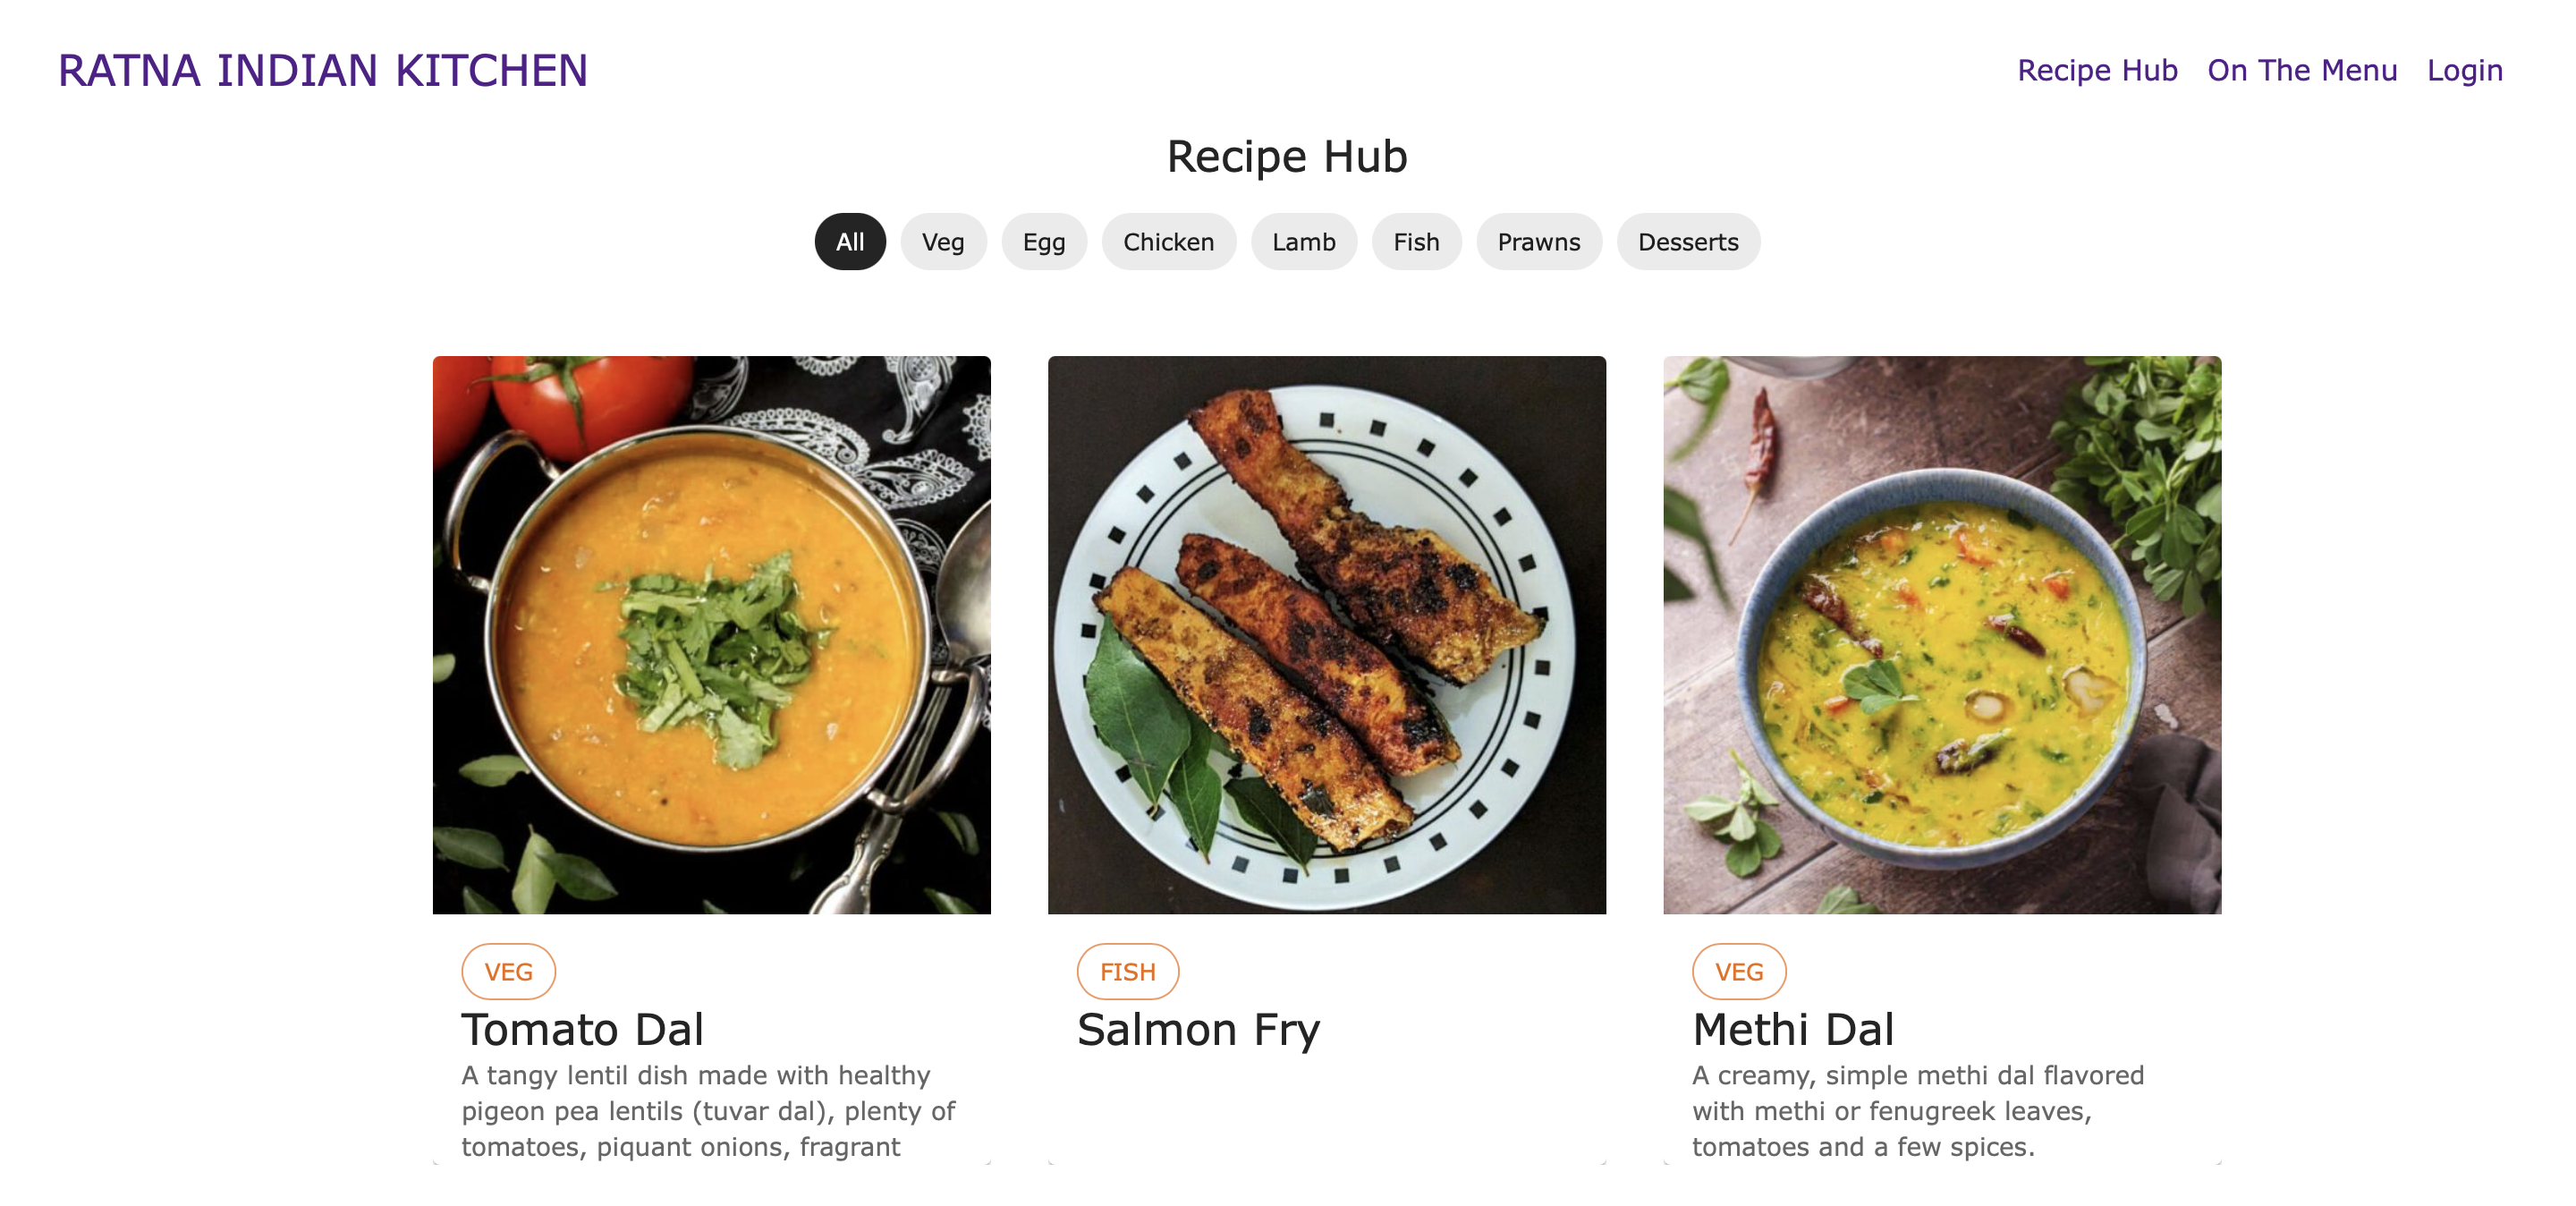 RATNA INDIAN KITCHEN
Recipe Hub On The Menu Login
Recipe Hub
All Veg Egg Chicken Lamb Fish Prawns Desserts
VEG
Tomato Dal
A tangy lentil dish made with healthy
pigeon pea lentils (tuvar dal), plenty of
tomatoes, piquant onions, fragrant
FISH
Salmon Fry
VEG
Methi Dal
A creamy, simple methi dal flavored
with methi or fenugreek leaves,
tomatoes and a few spices.